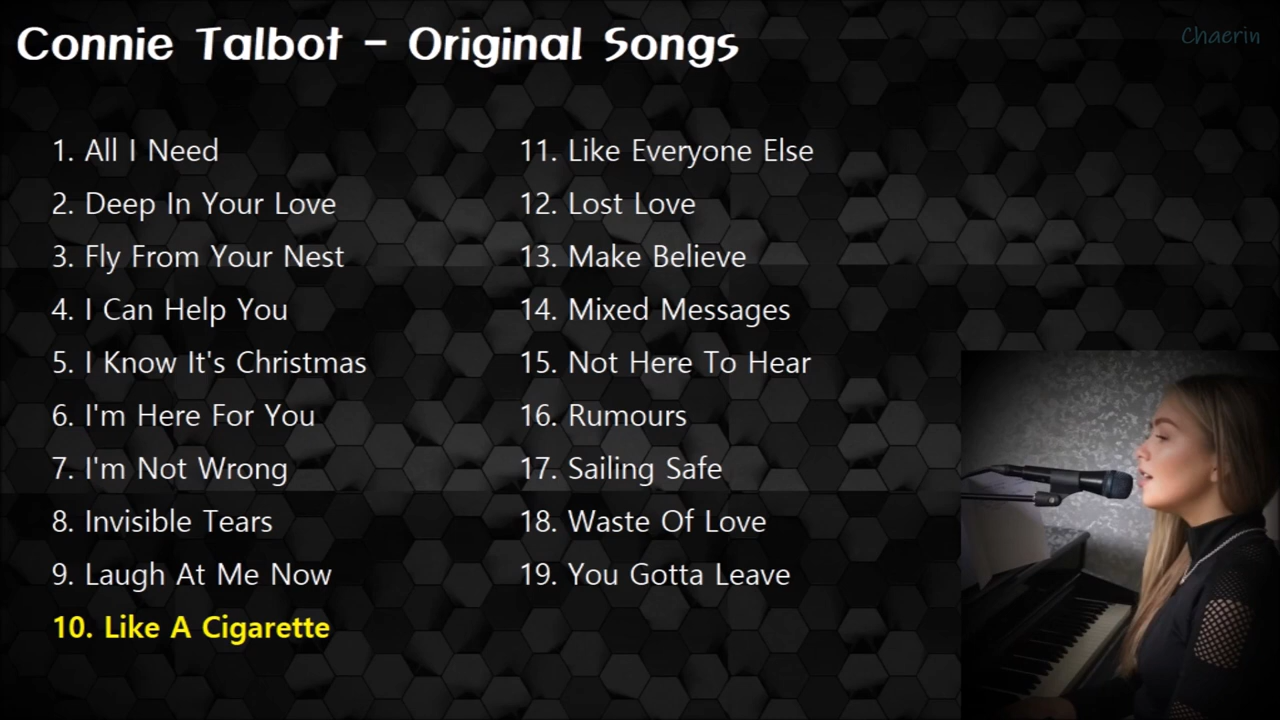 Connie Talbot - Original Songs
Chaerin
1. All I Need
2. Deep In Your Love
3. Fly From Your Nest
4. I Can Help You
5. I Know It's Christmas
6. I'm Here For You
7. I'm Not Wrong
8. Invisible Tears
9. Laugh At Me Now
10. Like A Cigarette
11. Like Everyone Else
12. Lost Love
13. Make Believe
14. Mixed Messages
15. Not Here To Hear
16. Rumours
17. Sailing Safe
18. Waste Of Love
19. You Gotta Leave